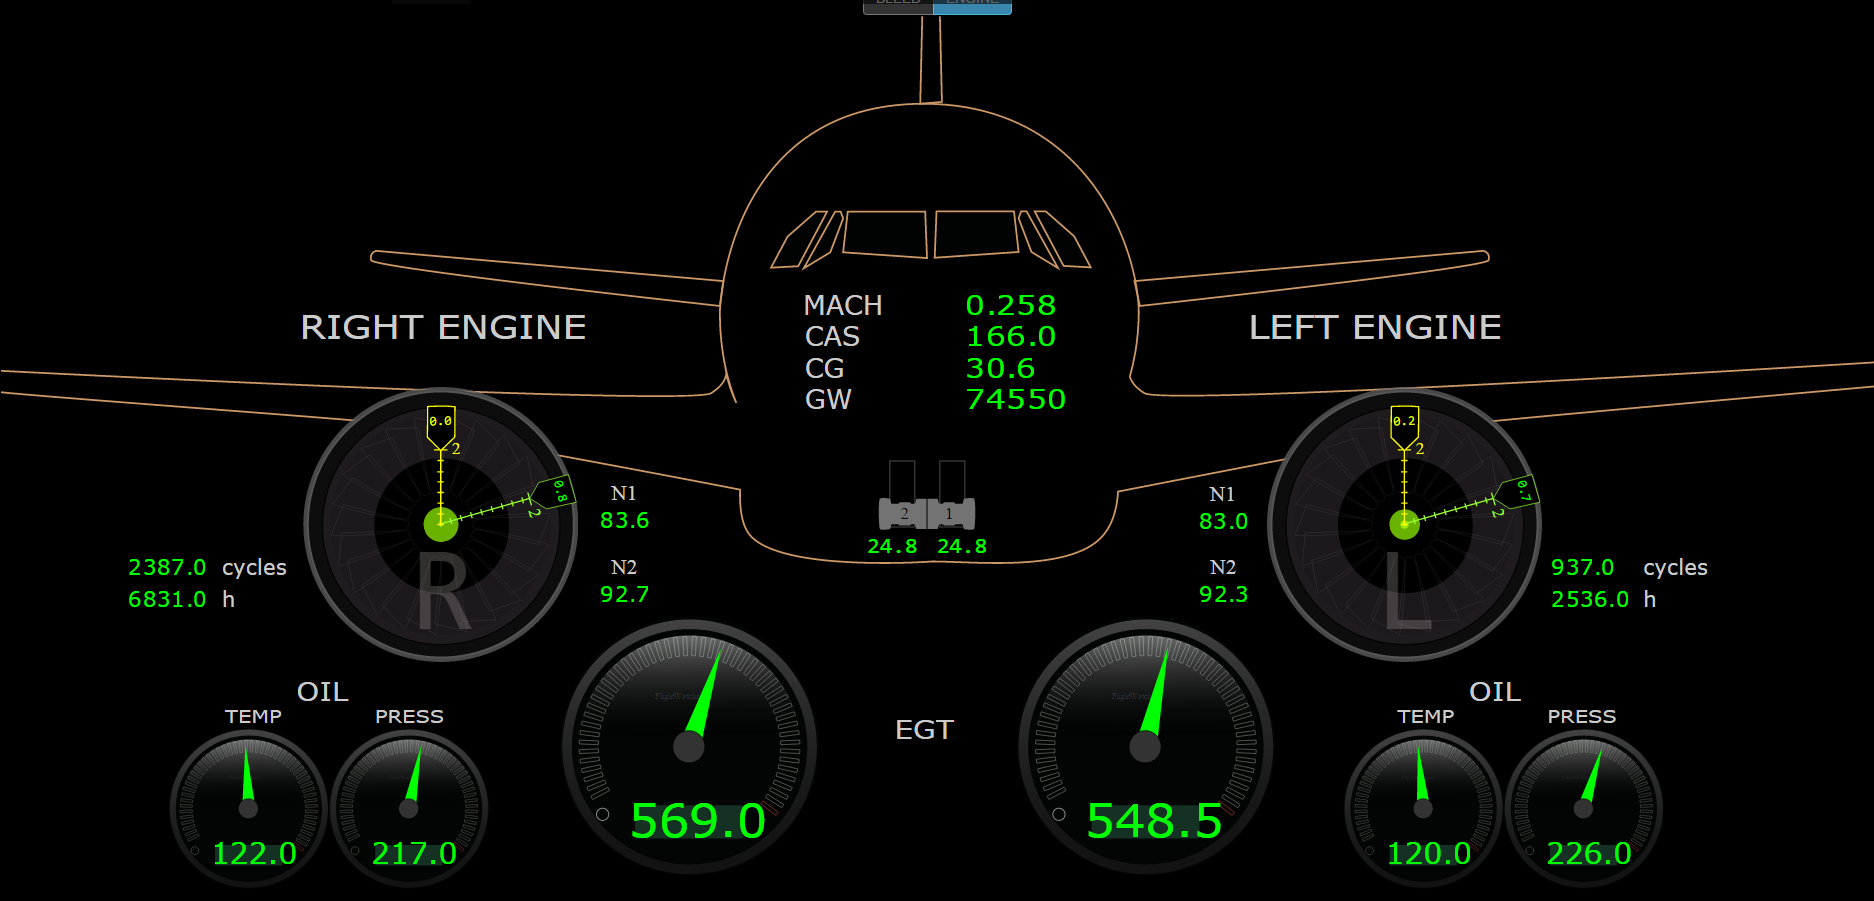 BLEED ENGINE
MACH 0.258
CAS 166.0
CG 30.6
GW 74550
RIGHT ENGINE
LEFT ENGINE
0.0
2
0.8
2
N1
83.6
N2
92.7
2387.0 cycles
6831.0 h
R
2 1
24.8 24.8
0.2
2
0.7
2
N1
83.0
N2
92.3
937.0 cycles
2536.0 h
L
OIL
TEMP PRESS
122.0 217.0
569.0
EGT
548.5
OIL
TEMP PRESS
120.0 226.0